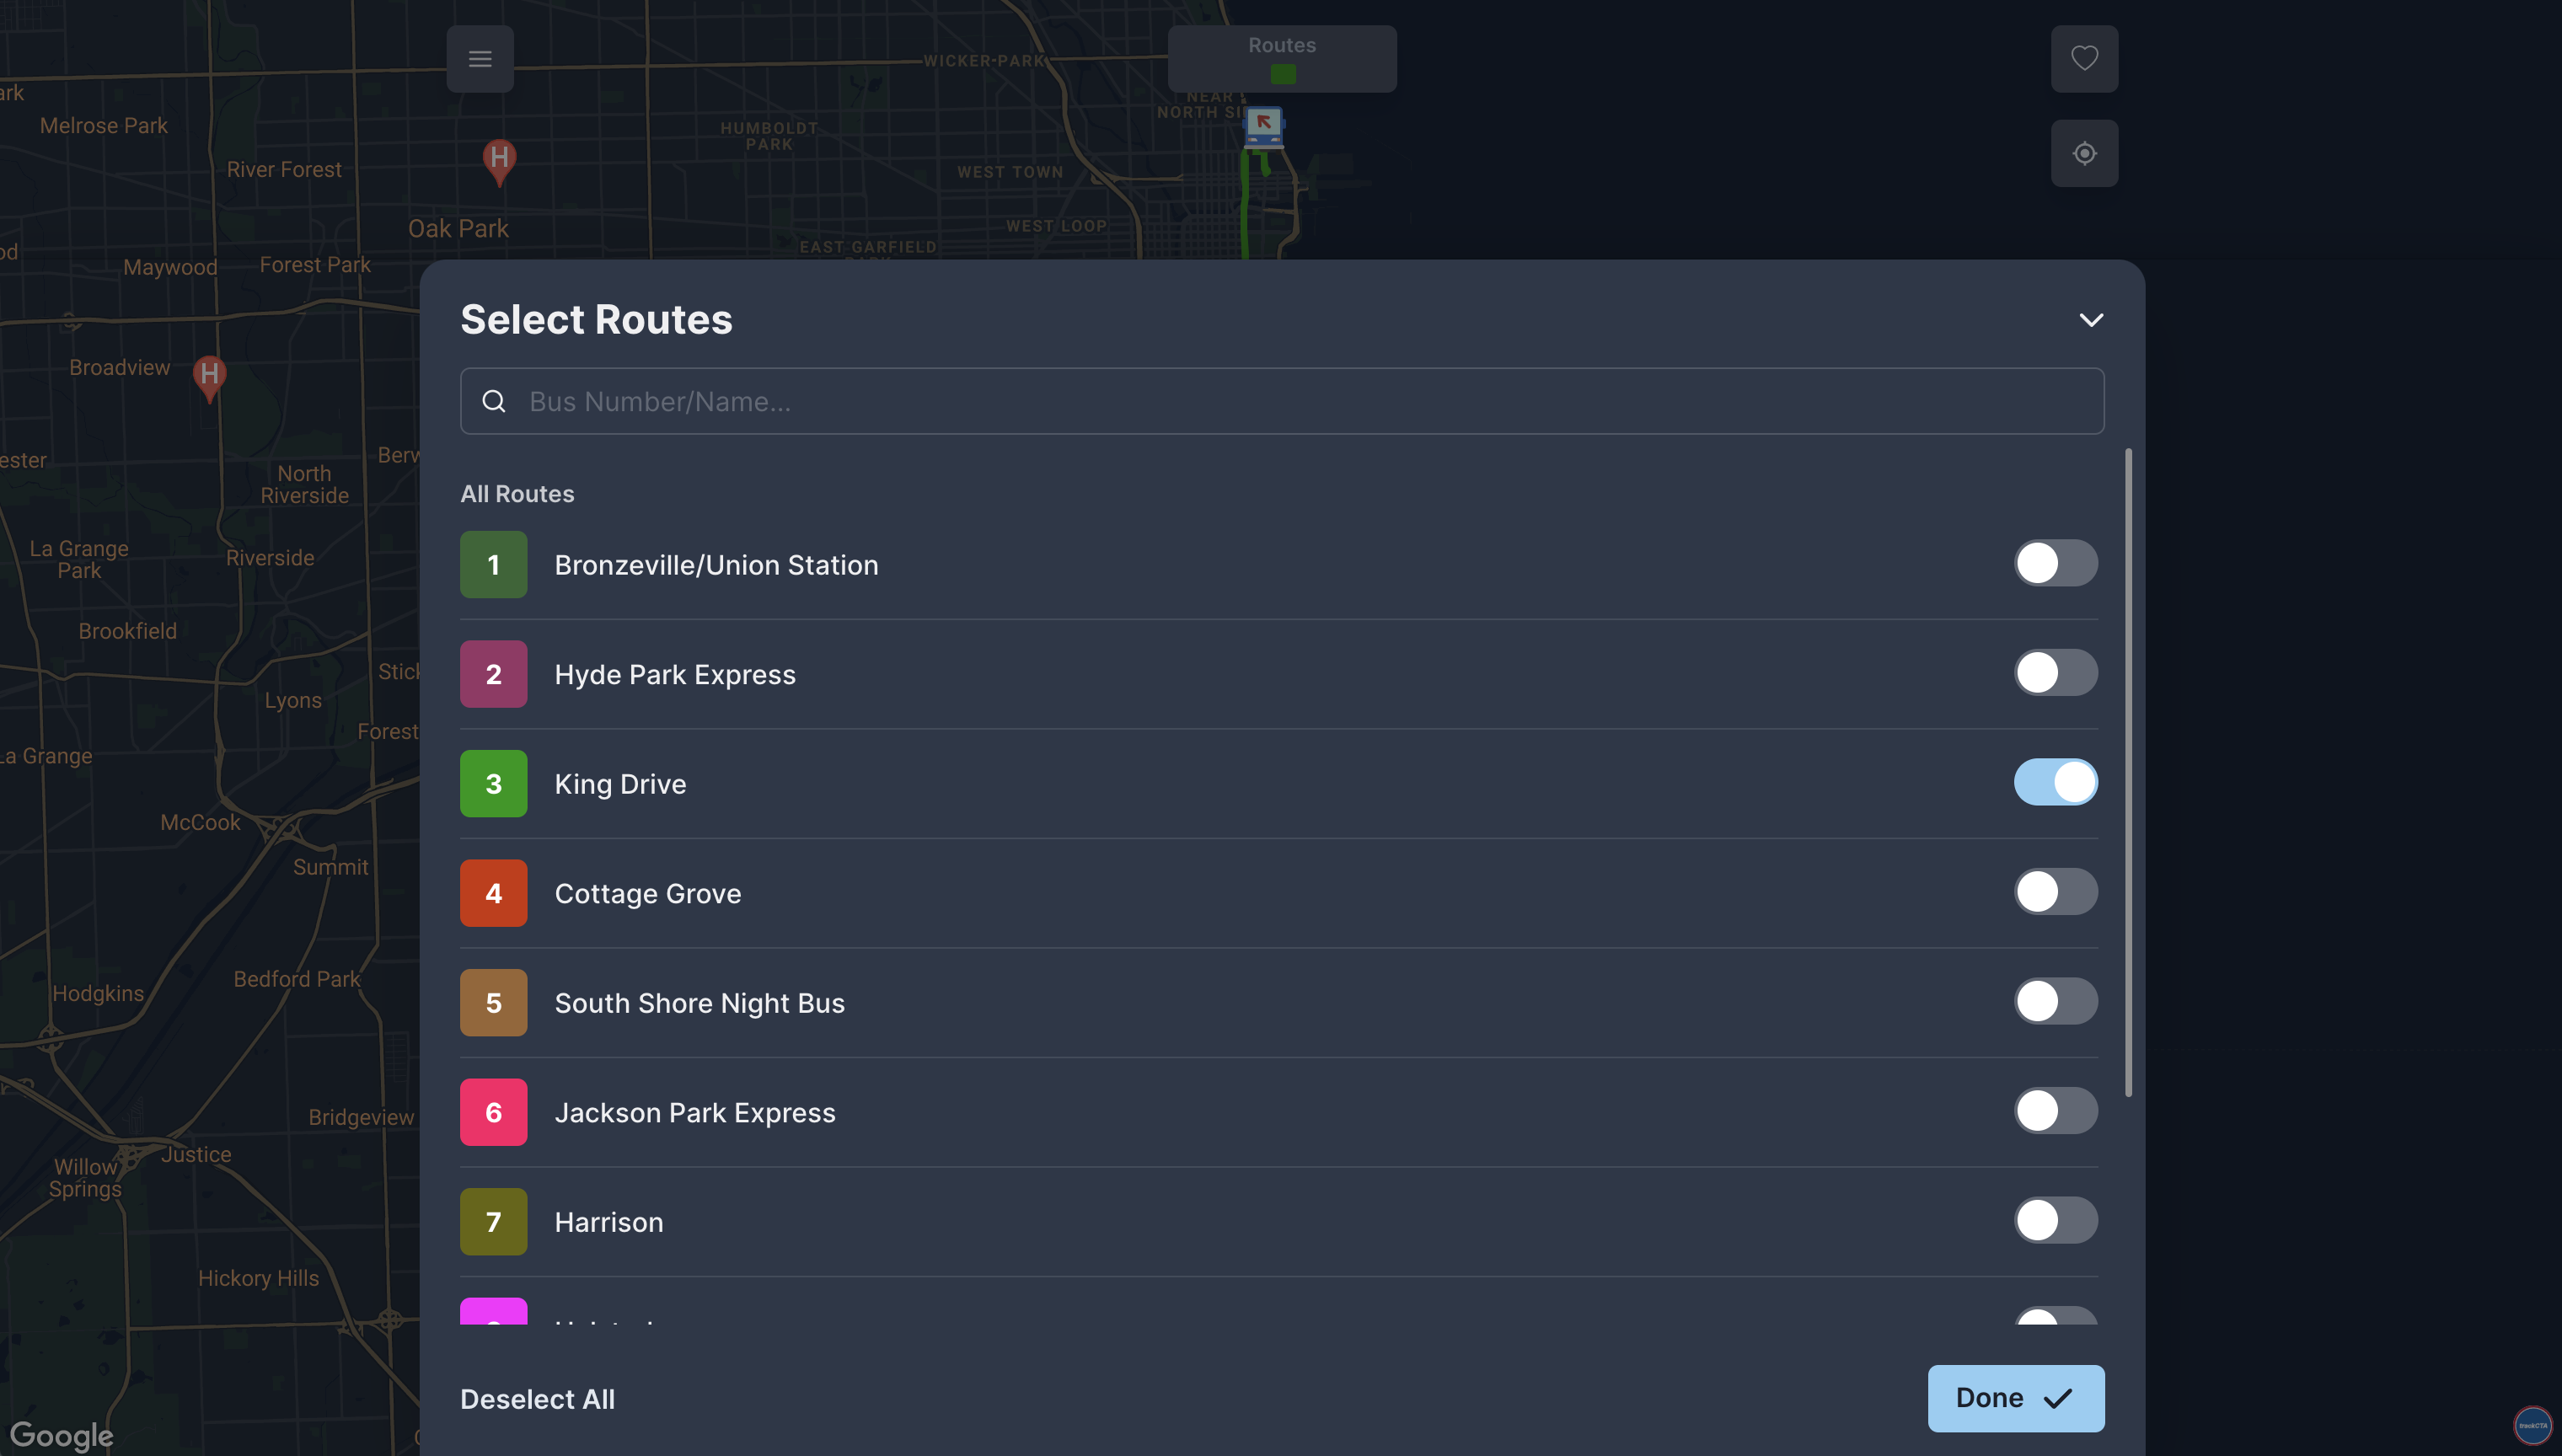 Routes
WICKER PARK
NEAR
NORTH SI
ark
Melrose Park
River Forest
H
HUMBOLDT
PARK
WEST TOWN
Oak Park
WEST LOOP
EAST GARFIELD
od
Maywood
Forest Park
Select Routes
Broadview
H
Bus Number/Name...
ester
Berw
North
Riverside
All Routes
La Grange
Park
Riverside
1
Bronzeville/Union Station
Brookfield
2
Hyde Park Express
Stick
Lyons
Forest
La Grange
3
King Drive
McCook
Summit
4
Cottage Grove
Hodgkins
Bedford Park
5
South Shore Night Bus
Bridgeview
6
Jackson Park Express
Justice
Willow
Springs
7
Harrison
Hickory Hills
Deselect All
Done
Google
trackCTA